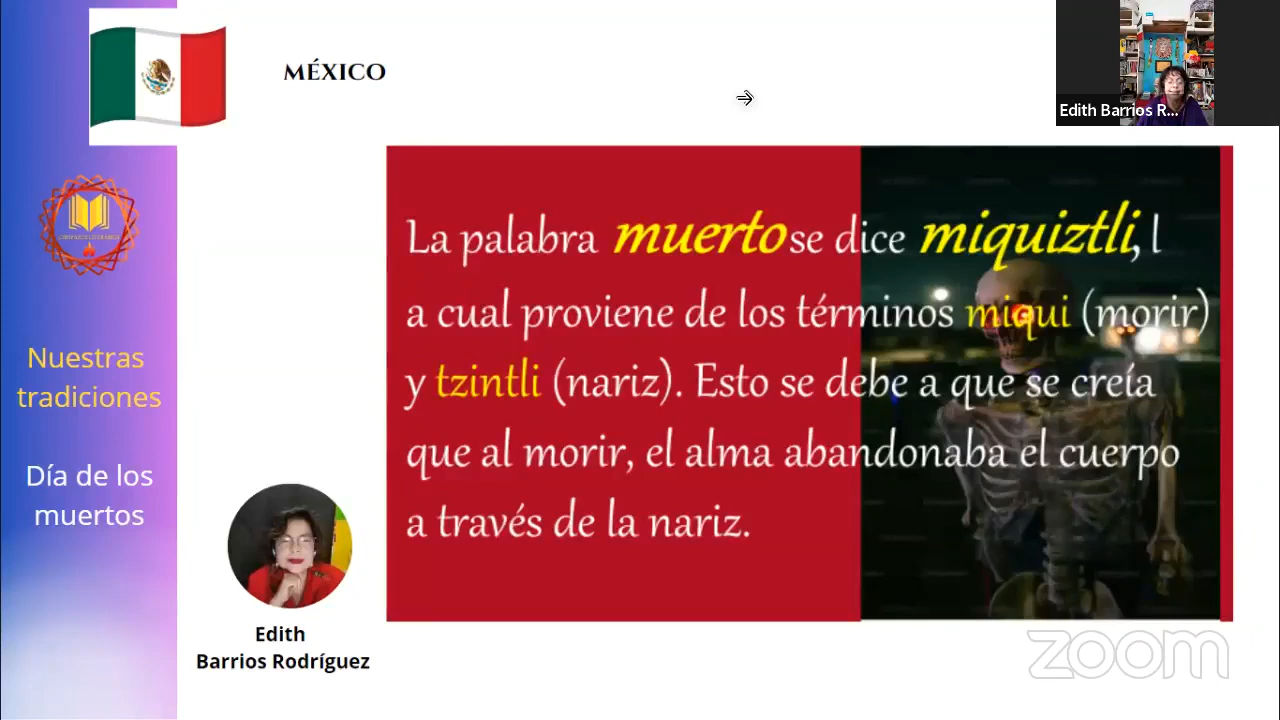 MÉXICO
Edith Barrios R...
La palabra muerto se dice miquiztli, l
a cual proviene de los términos miqui (morir)
y tzintli (nariz). Esto se debe a que se creía
que al morir, el alma abandonaba el cuerpo
a través de la nariz.
Nuestras
tradiciones
Día de los
muertos
Edith
Barrios Rodríguez
zoom